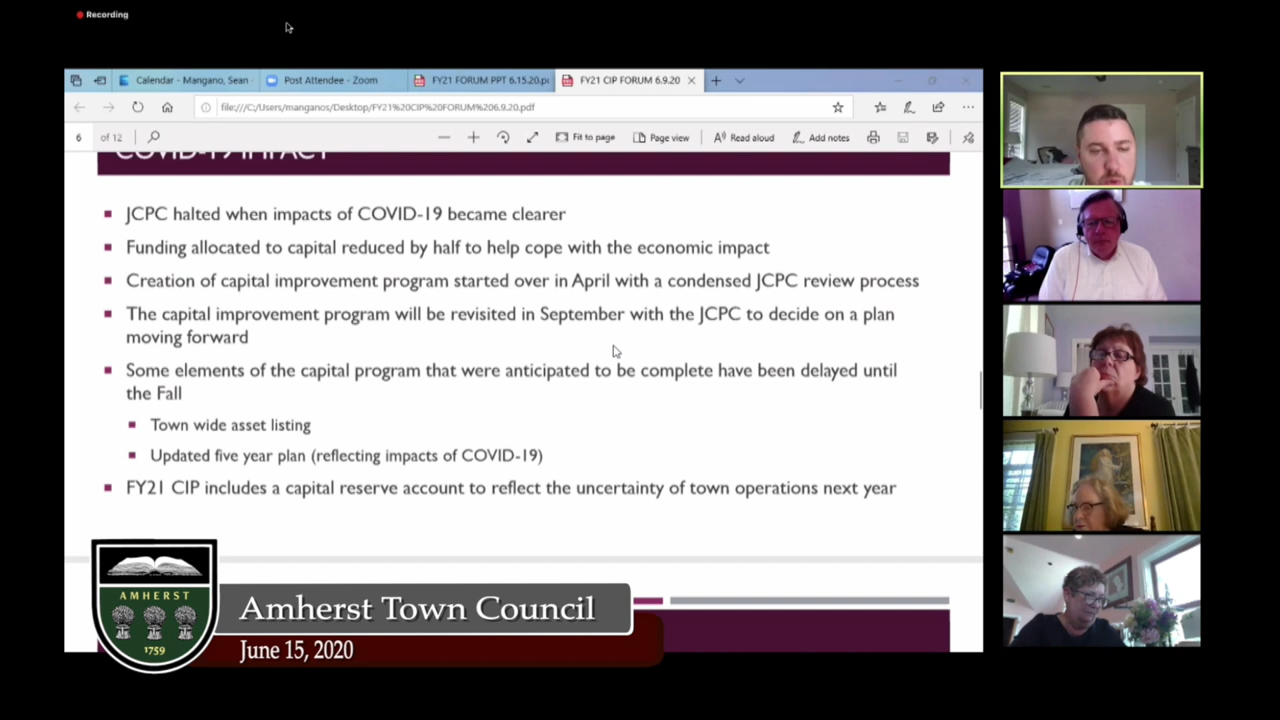 Recording
Calendar - Mangano, Sean
Post Attendee - Zoom
FY21 FORUM PPT 6.15.20.p
FY21 CIP FORUM 6.9.20
file:///C:/Users/manganos/Desktop/FY21%20CIP%20FORUM%206.9.20.pdf
6 of 12
Fit to page
Page view
Read aloud
Add notes
COVID-19 IMPACT
JCPC halted when impacts of COVID-19 became clearer
Funding allocated to capital reduced by half to help cope with the economic impact
Creation of capital improvement program started over in April with a condensed JCPC review process
The capital improvement program will be revisited in September with the JCPC to decide on a plan
moving forward
Some elements of the capital program that were anticipated to be complete have been delayed until
the Fall
Town wide asset listing
Updated five year plan (reflecting impacts of COVID-19)
FY21 CIP includes a capital reserve account to reflect the uncertainty of town operations next year
AMHERST
1759
Amherst Town Council
June 15, 2020